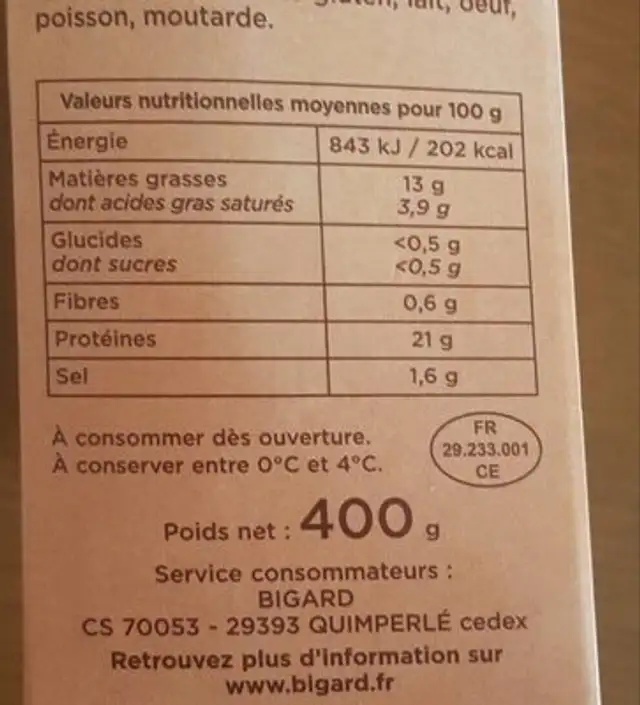 lait, oeuf,
poisson, moutarde.
Valeurs nutritionnelles moyennes pour 100 g
Énergie 843 kJ / 202 kcal
Matières grasses 13 g
dont acides gras saturés 3,9 g
Glucides <0,5 g
dont sucres <0,5 g
Fibres 0,6 g
Protéines 21 g
Sel 1,6 g
À consommer dès ouverture.
À conserver entre 0°C et 4°C.
FR
29.233.001
CE
Poids net : 400 g
Service consommateurs :
BIGARD
CS 70053 - 29393 QUIMPERLÉ cedex
Retrouvez plus d'information sur
www.bigard.fr